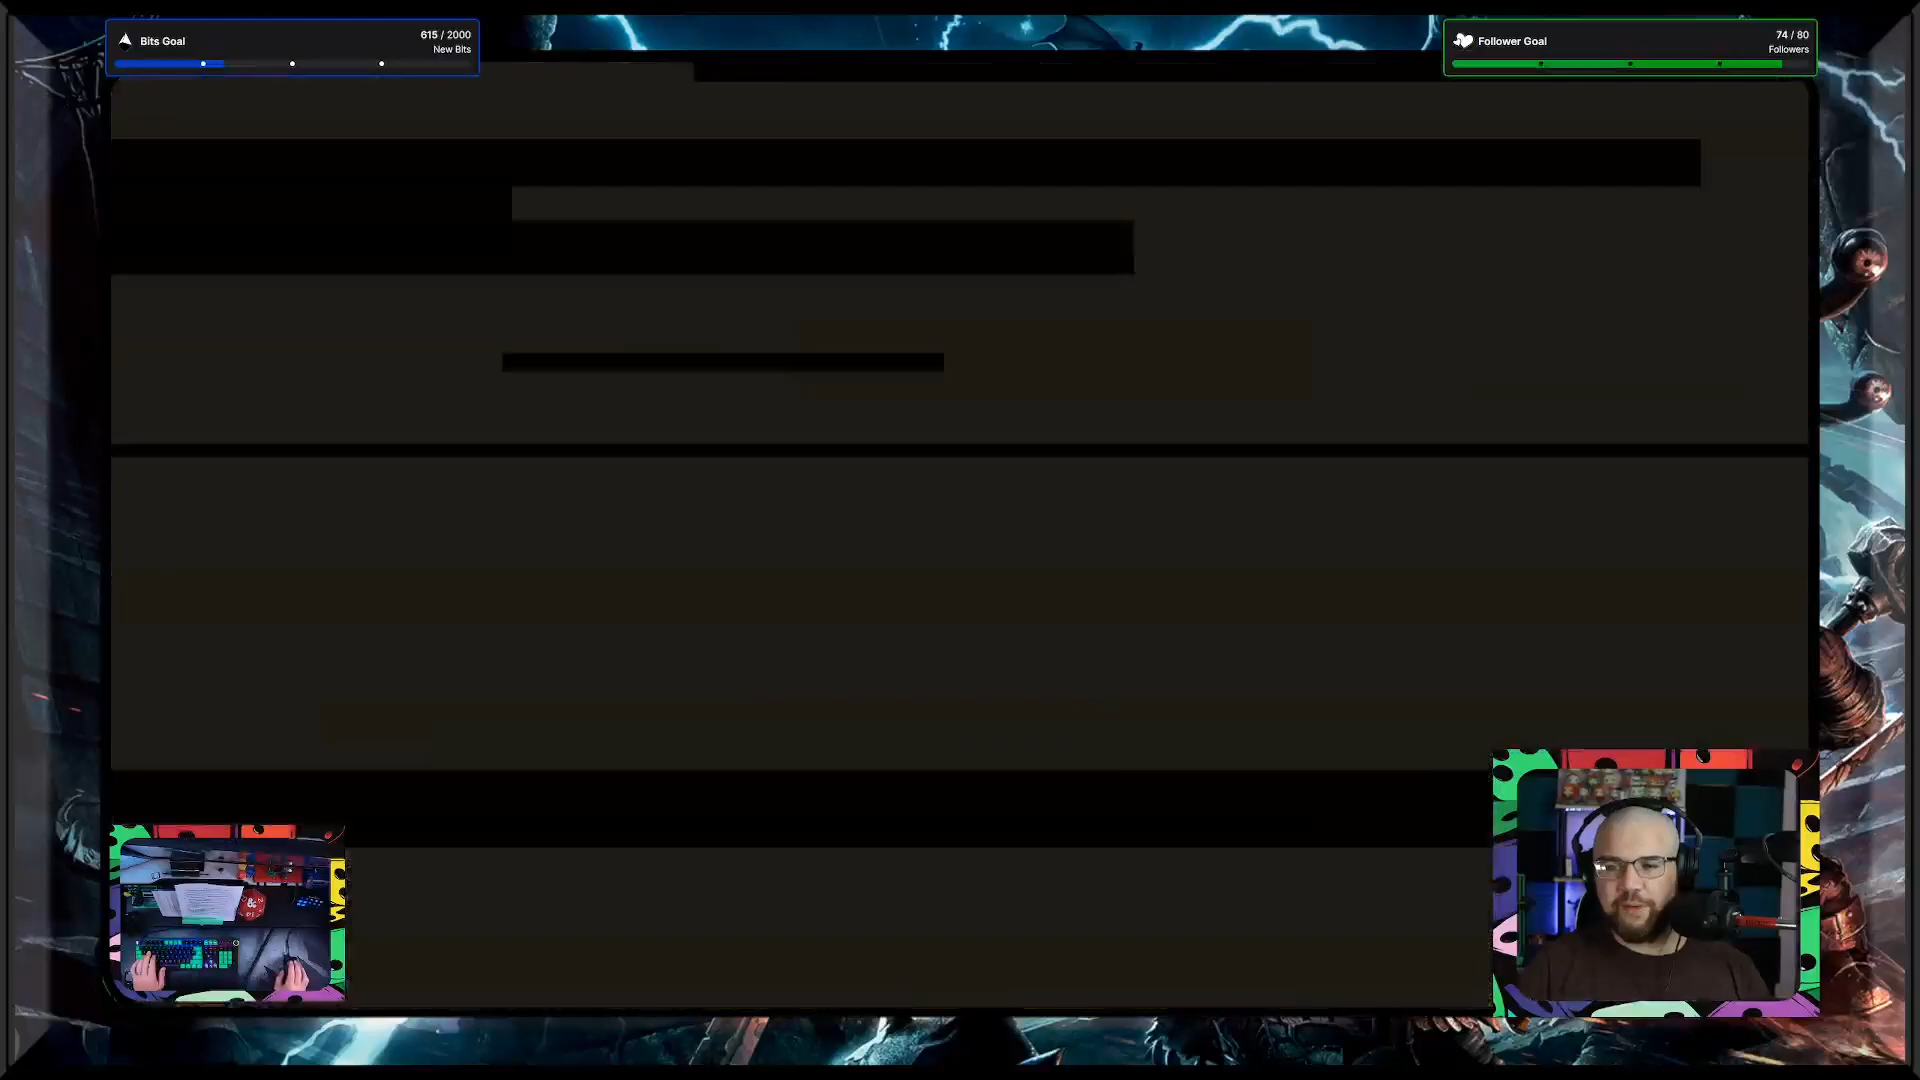 Bits Goal
615 / 2000
New Bits
Follower Goal
74 / 80
Followers